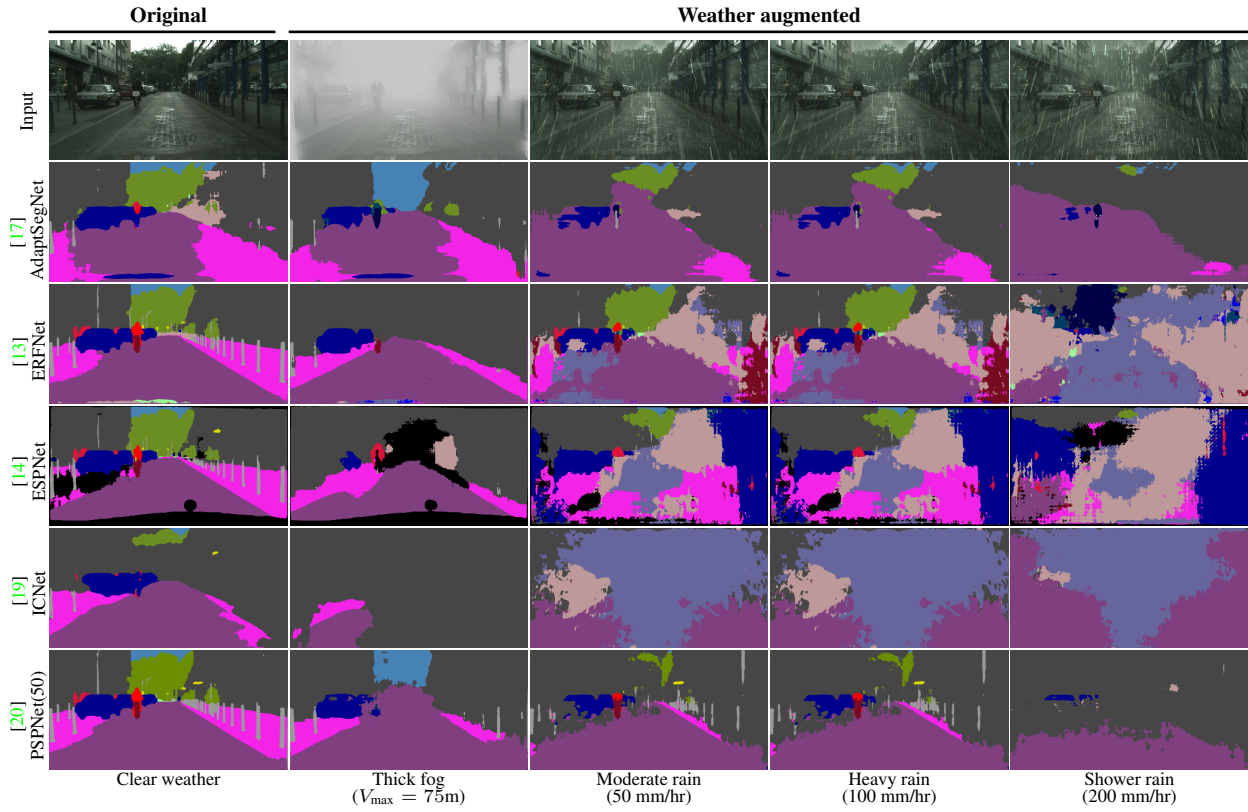 Original Weather augmented
Input
[17]
AdaptSegNet
[13]
ERFNet
[14]
ESPNet
[19]
ICNet
[20]
PSPNet(50)
Clear weather Thick fog Moderate rain Heavy rain Shower rain
(Vmax = 75m) (50 mm/hr) (100 mm/hr) (200 mm/hr)